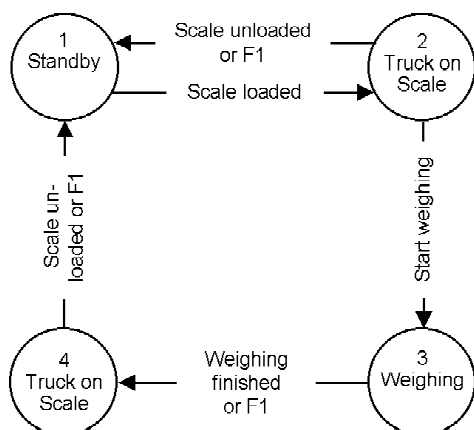 1
Standby
Scale unloaded
or F1
2
Truck on
Scale
Scale loaded
Scale un-
loaded or F1
Start weighing
4
Truck on
Scale
Weighing
finished
or F1
3
Weighing